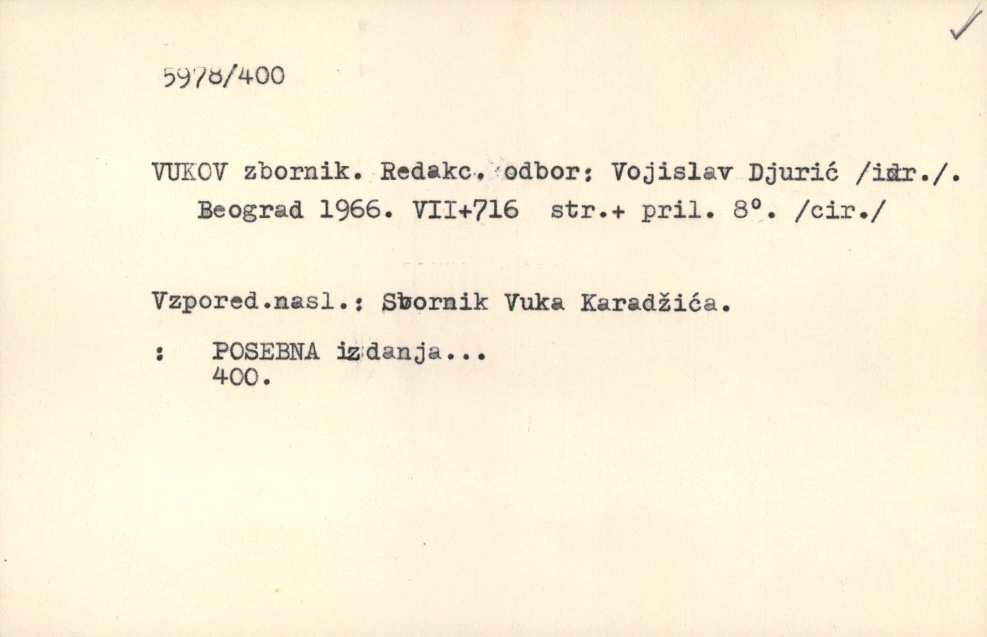 5978/400
VUKOV zbornik. Redakc. odbor: Vojislav Djurić /idr./.
Beograd 1966. VII+716 str.+ pril. 8°. /cir./
Vzpored.nasl.: Sbornik Vuka Karadžića.
: POSEBNA izdanja...
400.